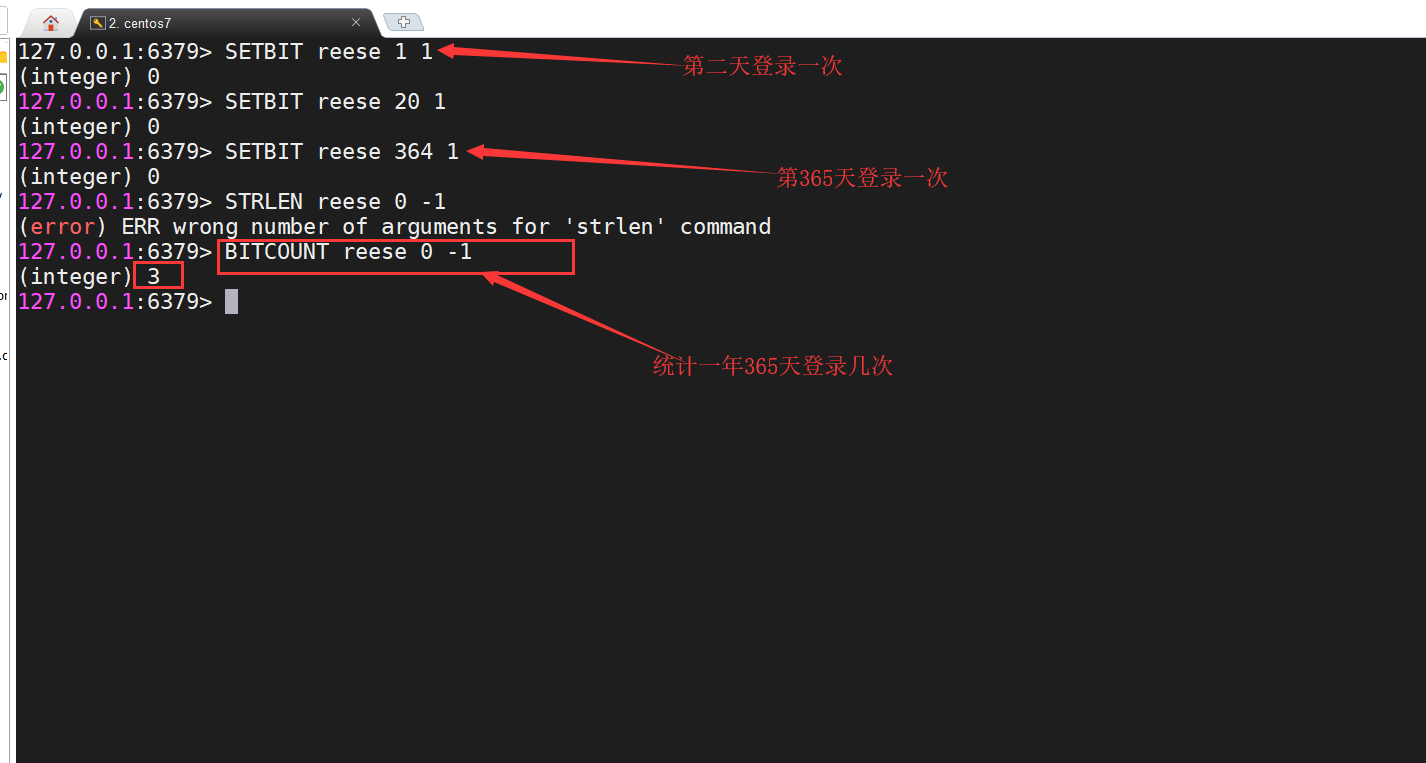 2. centos7
127.0.0.1:6379> SETBIT reese 1 1
第二天登录一次
(integer) 0
127.0.0.1:6379> SETBIT reese 20 1
(integer) 0
127.0.0.1:6379> SETBIT reese 364 1
(integer) 0
第365天登录一次
127.0.0.1:6379> STRLEN reese 0 -1
(error) ERR wrong number of arguments for 'strlen' command
127.0.0.1:6379> BITCOUNT reese 0 -1
(integer) 3
127.0.0.1:6379>
统计一年365天登录几次